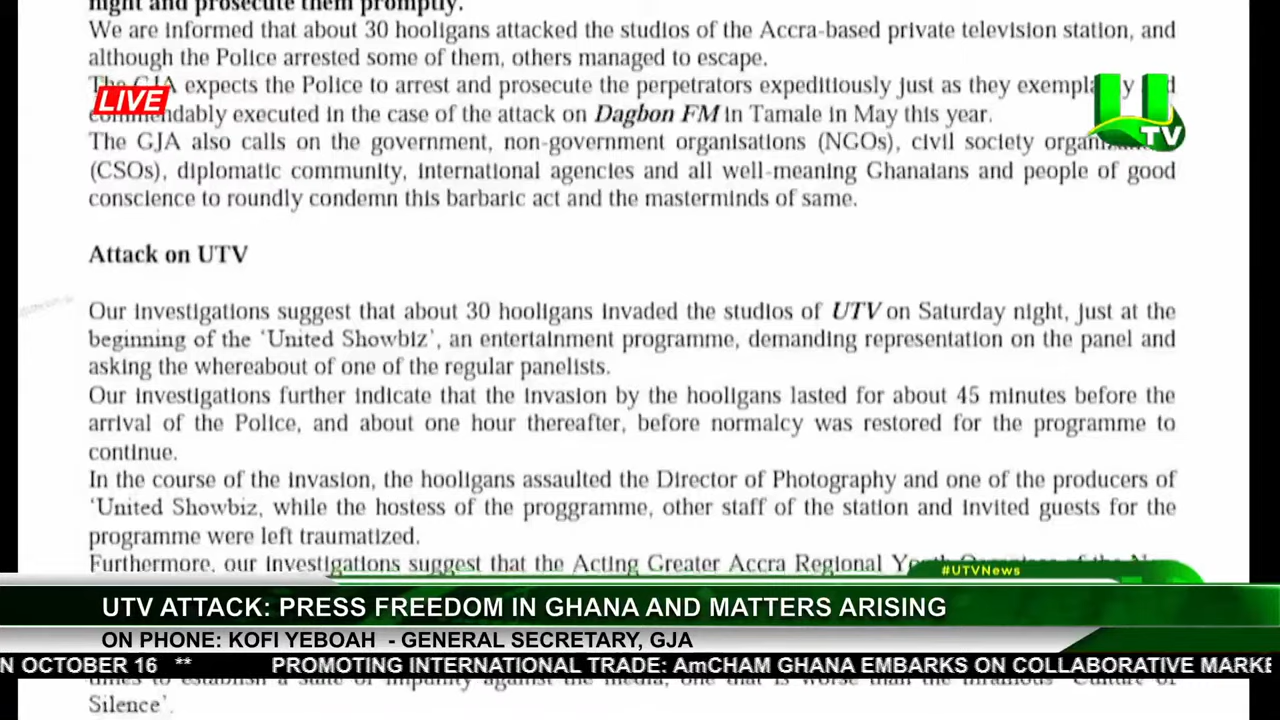 night and prosecute them promptly.
We are informed that about 30 hooligans attacked the studios of the Accra-based private television station, and
although the Police arrested some of them, others managed to escape.
The GJA expects the Police to arrest and prosecute the perpetrators expeditiously just as they
LIVE
executed in the case of the attack on Dagbon FM in Tamale in May this year.
U
TV
The GJA also calls on the government, non-government organisations (NGOs), civil society
(CSOs), diplomatic community, international agencies and all well-meaning Ghanaians and people of good
conscience to roundly condemn this barbaric act and the masterminds of same.
Attack on UTV
Our investigations suggest that about 30 hooligans invaded the studios of UTV on Saturday night, just at the
beginning of the ‘United Showbiz’, an entertainment programme, demanding representation on the panel and
asking the whereabout of one of the regular panelists.
Our investigations further indicate that the invasion by the hooligans lasted for about 45 minutes before the
arrival of the Police, and about one hour thereafter, before normalcy was restored for the programme to
continue.
In the course of the invasion, the hooligans assaulted the Director of Photography and one of the producers of
‘United Showbiz, while the hostess of the proggramme, other staff of the station and invited guests for the
programme were left traumatized.
Furthermore, our investigations suggest that the Acting Greater Accra Regional
#UTVNews
UTV ATTACK: PRESS FREEDOM IN GHANA AND MATTERS ARISING
ON PHONE: KOFI YEBOAH - GENERAL SECRETARY, GJA
N OCTOBER 16 ** PROMOTING INTERNATIONAL TRADE: AmCHAM GHANA EMBARKS ON COLLABORATIVE MARKE
Silence’.